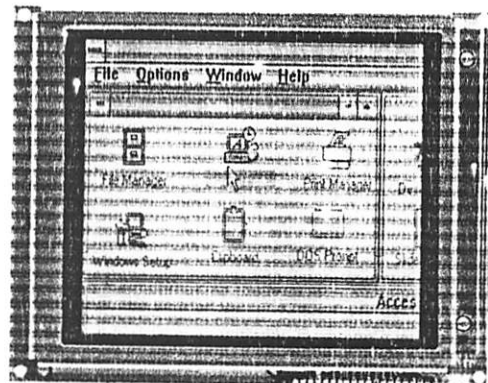 File Options Window Help
File Manager Print Manager
Windows Setup Clipboard DOS Prompt
Acces